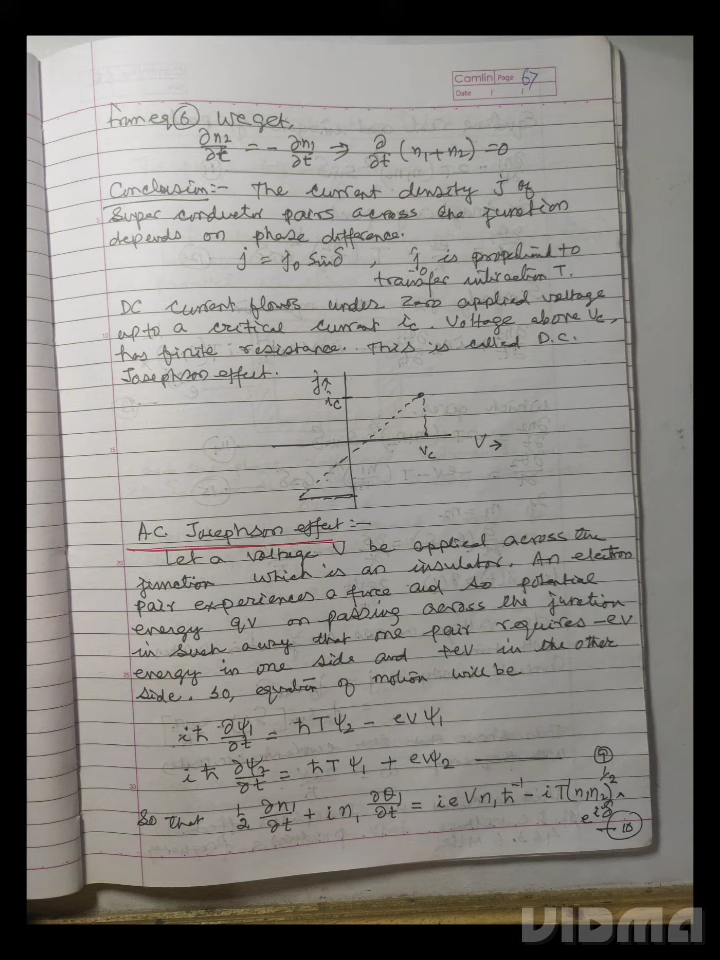 Camlin Page 67
Date / /
from eq (6) We get,
∂n₂/∂t = - ∂n₁/∂t ⇒ ∂/∂t (n₁+n₂) = 0
Conclusion:- The current density J of
Super conductor pairs across the junction
depends on phase difference.
j = j₀ sinδ , j₀ is propotional to
transfer intraction T.
DC current flows under zero applied voltage
upto a critical current ic. Voltage above Vc,
has finite resistance. This is called D.C.
Josephson effect.
j↑
ic
Vc V→
A.C. Josephson effect:-
Let a voltage V be applied across the
junction which is an insulator. An electron
pair experiences a force and so potential
energy qV on passing across the junction
in such away that one pair requires -eV
energy in one side and +eV in the other
side. So, equation of motion will be
iħ ∂ψ₁/∂t = ħTψ₂ - eVψ₁
iħ ∂ψ₂/∂t = ħTψ₁ + eVψ₂ ——— (9)
So that 1/2 ∂n₁/∂t + i n₁ ∂θ₁/∂t = ieVn₁ħ⁻¹ - iT(n₁n₂)^1/2 ×
e^iδ — (10)
VIDMA